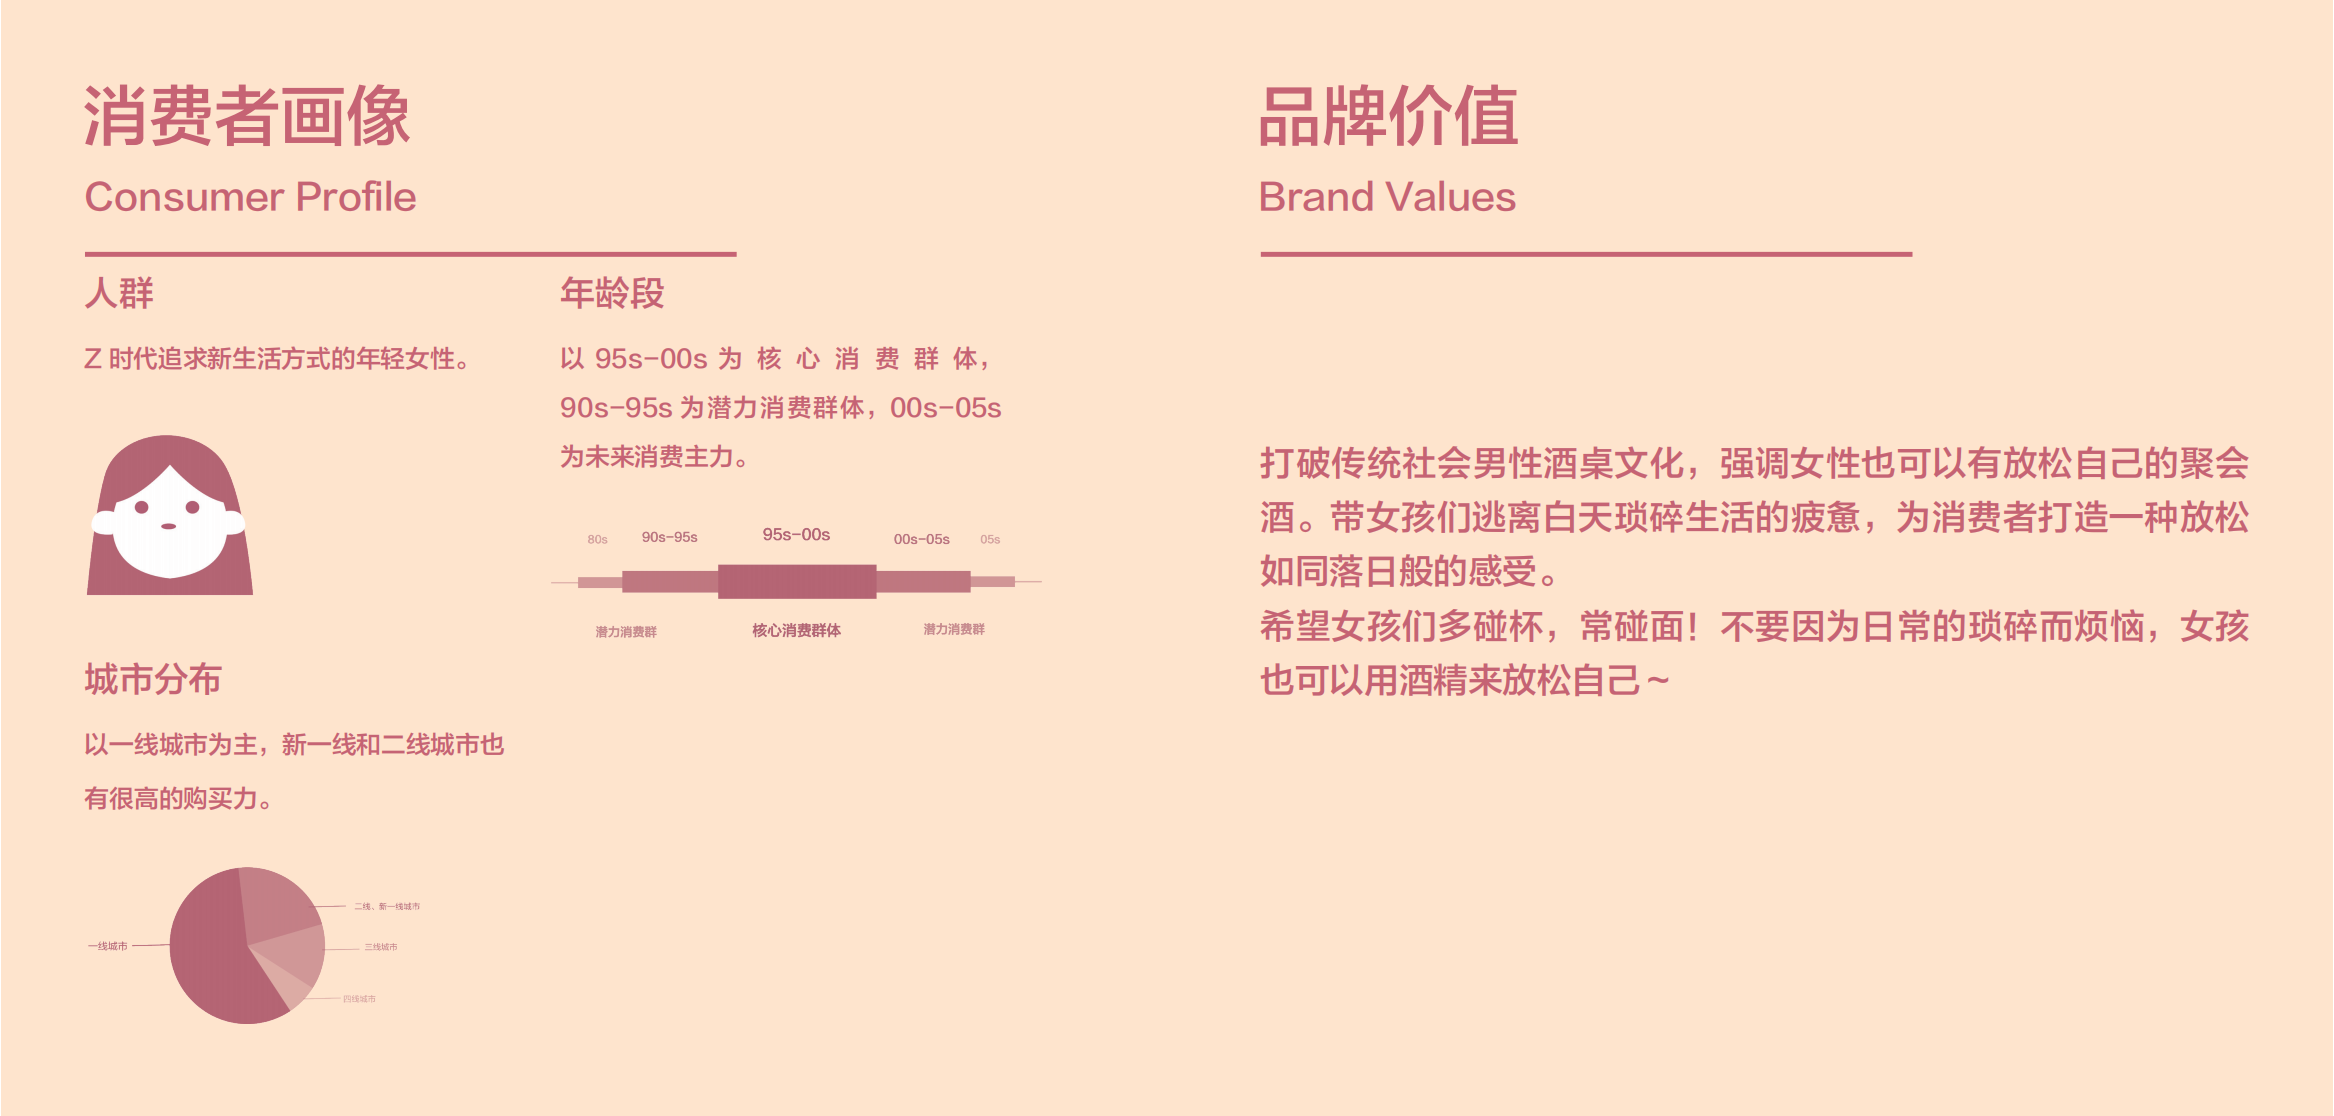 消费者画像
Consumer Profile
人群
Z 时代追求新生活方式的年轻女性。
年龄段
以 95s-00s 为核心消费群体，
90s-95s 为潜力消费群体，00s-05s
为未来消费主力。
80s
90s-95s
95s-00s
00s-05s
05s
潜力消费群
核心消费群体
潜力消费群
城市分布
以一线城市为主，新一线和二线城市也
有很高的购买力。
二线、新一线城市
一线城市
三线城市
四线城市
品牌价值
Brand Values
打破传统社会男性酒桌文化，强调女性也可以有放松自己的聚会
酒。带女孩们逃离白天琐碎生活的疲惫，为消费者打造一种放松
如同落日般的感受。
希望女孩们多碰杯，常碰面！不要因为日常的琐碎而烦恼，女孩
也可以用酒精来放松自己 ~